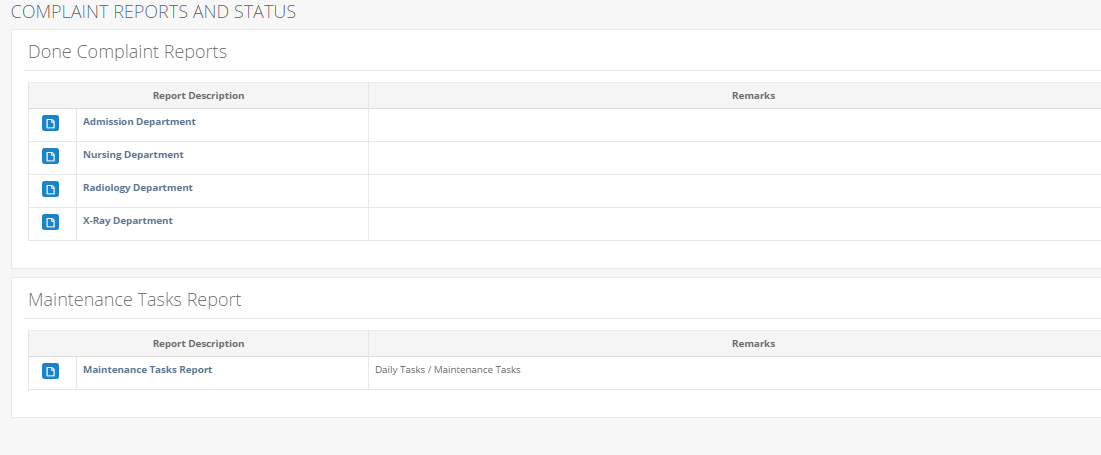 COMPLAINT REPORTS AND STATUS
Done Complaint Reports
Report Description Remarks
Admission Department
Nursing Department
Radiology Department
X-Ray Department
Maintenance Tasks Report
Report Description Remarks
Maintenance Tasks Report Daily Tasks / Maintenance Tasks